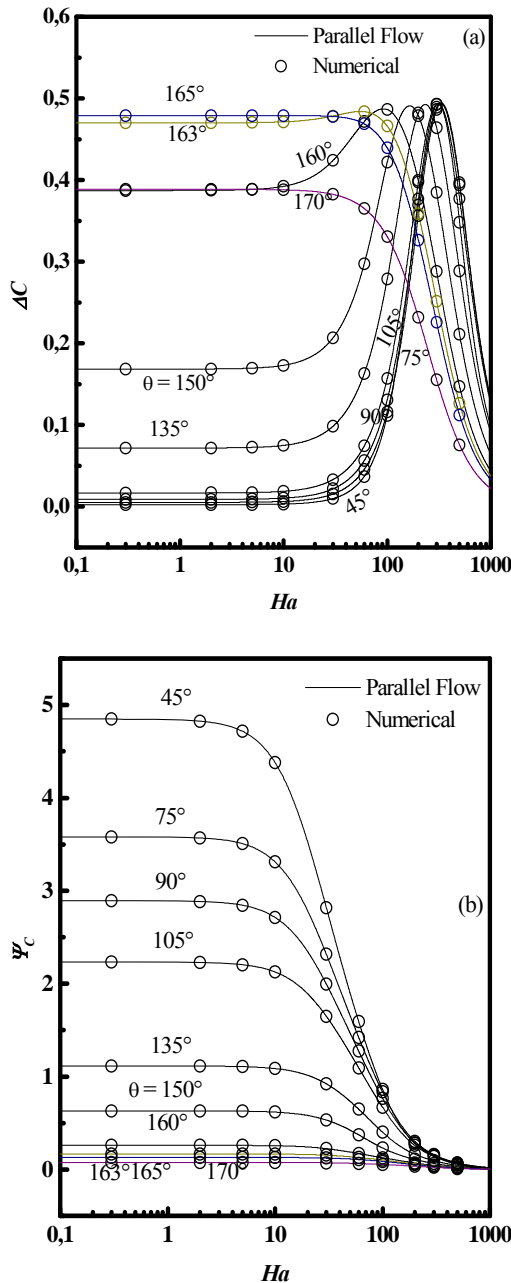 0,6
0,5
0,4
0,3
0,2
0,1
0,0
ΔC
Parallel Flow
Numerical
(a)
165°
163°
160°
170°
θ = 150°
135°
105°
75°
90°
45°
0,1
1
10
100
1000
Ha
5
4
3
2
1
0
Ψ_C
Parallel Flow
Numerical
(b)
45°
75°
90°
105°
135°
θ = 150°
160°
163° 165° 170°
0,1
1
10
100
1000
Ha